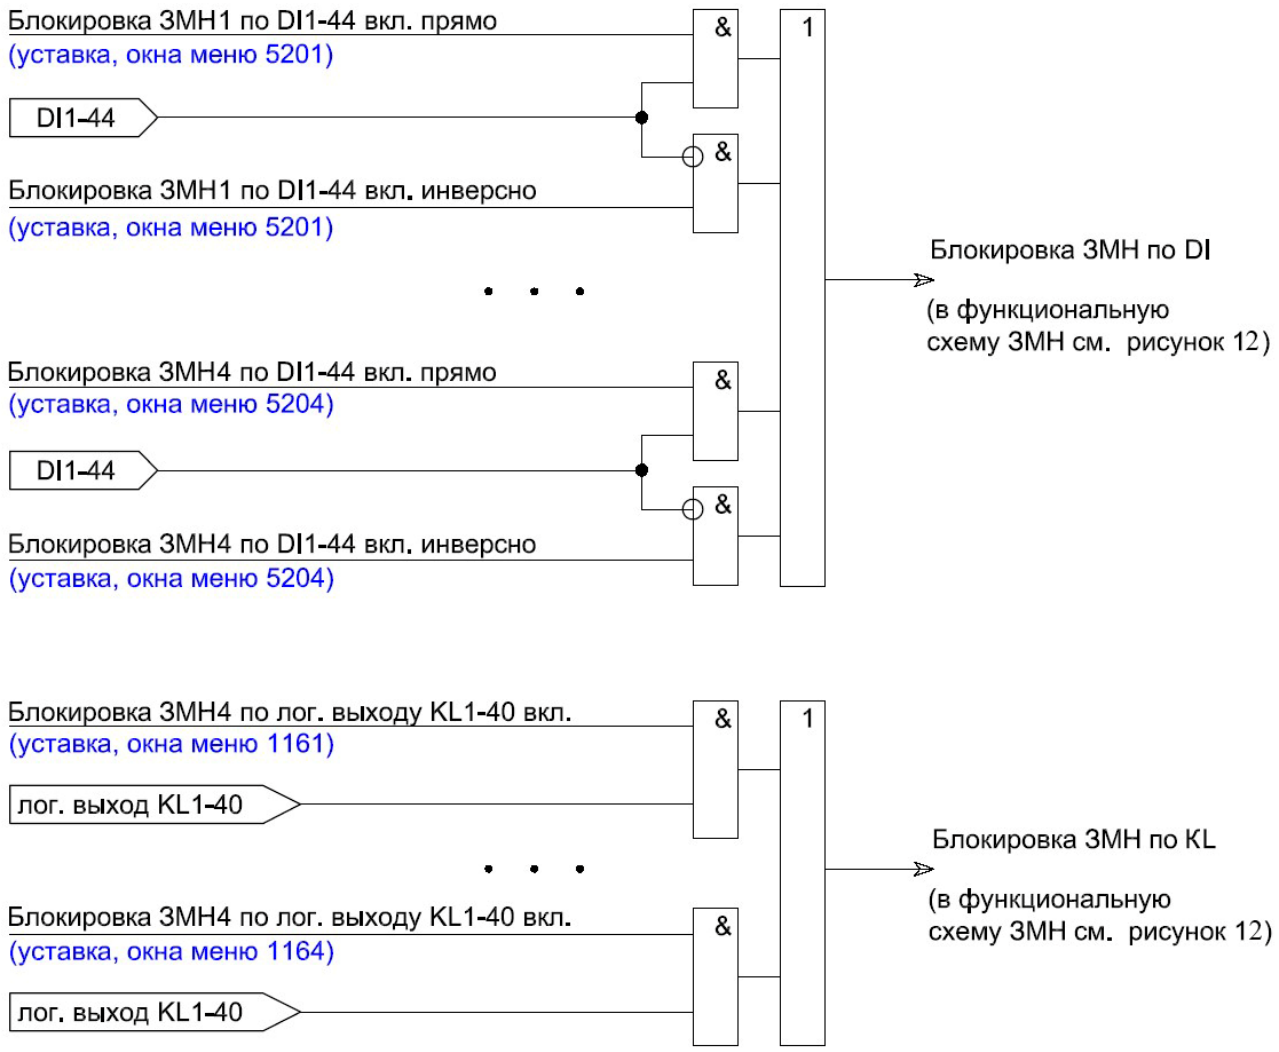 Блокировка ЗМН1 по DI1-44 вкл. прямо
(уставка, окна меню 5201)
&
1
DI1-44
&
Блокировка ЗМН1 по DI1-44 вкл. инверсно
(уставка, окна меню 5201)
Блокировка ЗМН по DI
(в функциональную
схему ЗМН см. рисунок 12)
. . .
Блокировка ЗМН4 по DI1-44 вкл. прямо
(уставка, окна меню 5204)
&
DI1-44
&
Блокировка ЗМН4 по DI1-44 вкл. инверсно
(уставка, окна меню 5204)
Блокировка ЗМН4 по лог. выходу KL1-40 вкл.
(уставка, окна меню 1161)
&
1
лог. выход KL1-40
Блокировка ЗМН по KL
(в функциональную
схему ЗМН см. рисунок 12)
. . .
Блокировка ЗМН4 по лог. выходу KL1-40 вкл.
(уставка, окна меню 1164)
&
лог. выход KL1-40